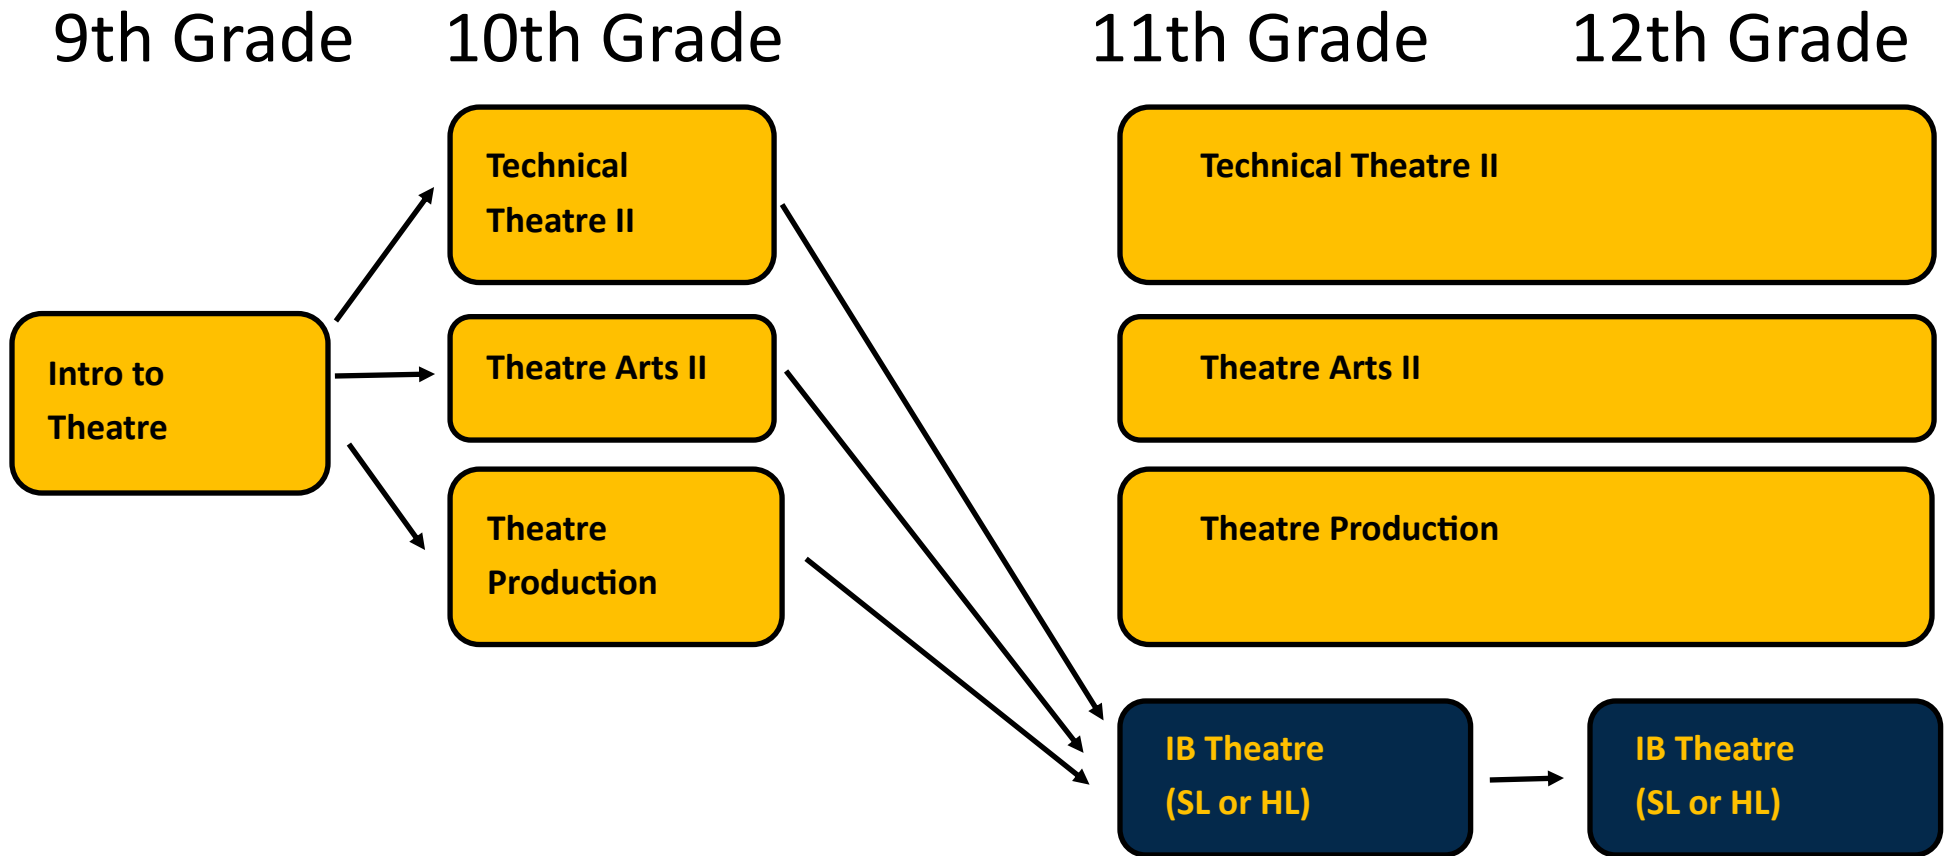 9th Grade
10th Grade
11th Grade
12th Grade
Technical
Theatre II
Technical Theatre II
Intro to
Theatre
Theatre Arts II
Theatre Arts II
Theatre
Production
Theatre Production
IB Theatre
(SL or HL)
IB Theatre
(SL or HL)